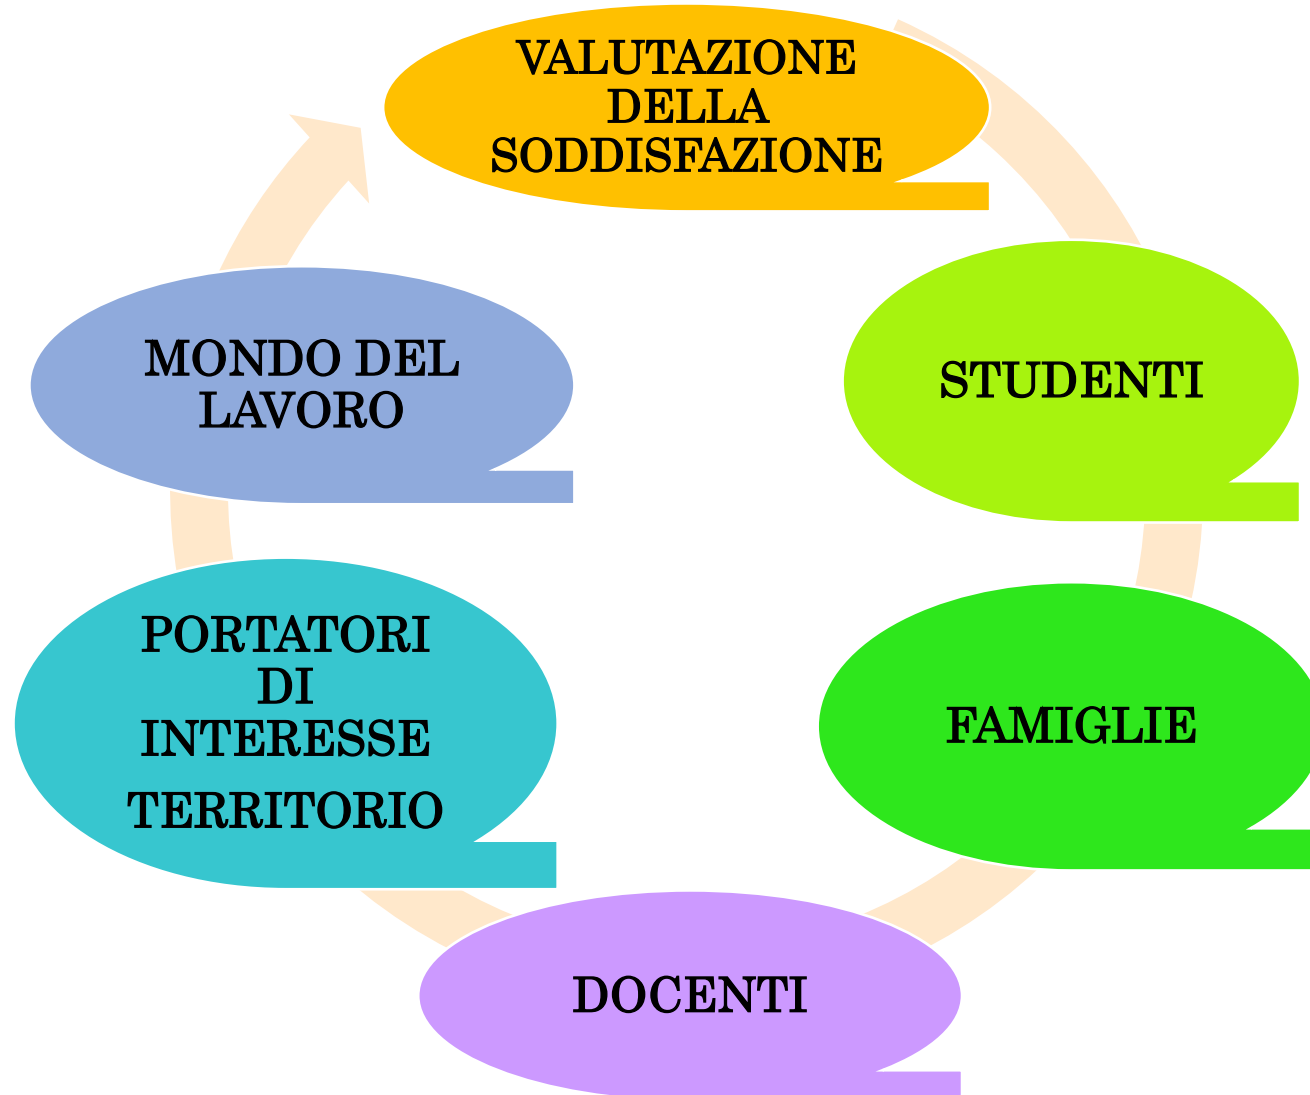 VALUTAZIONE
DELLA
SODDISFAZIONE
STUDENTI
FAMIGLIE
DOCENTI
PORTATORI
DI
INTERESSE
TERRITORIO
MONDO DEL
LAVORO